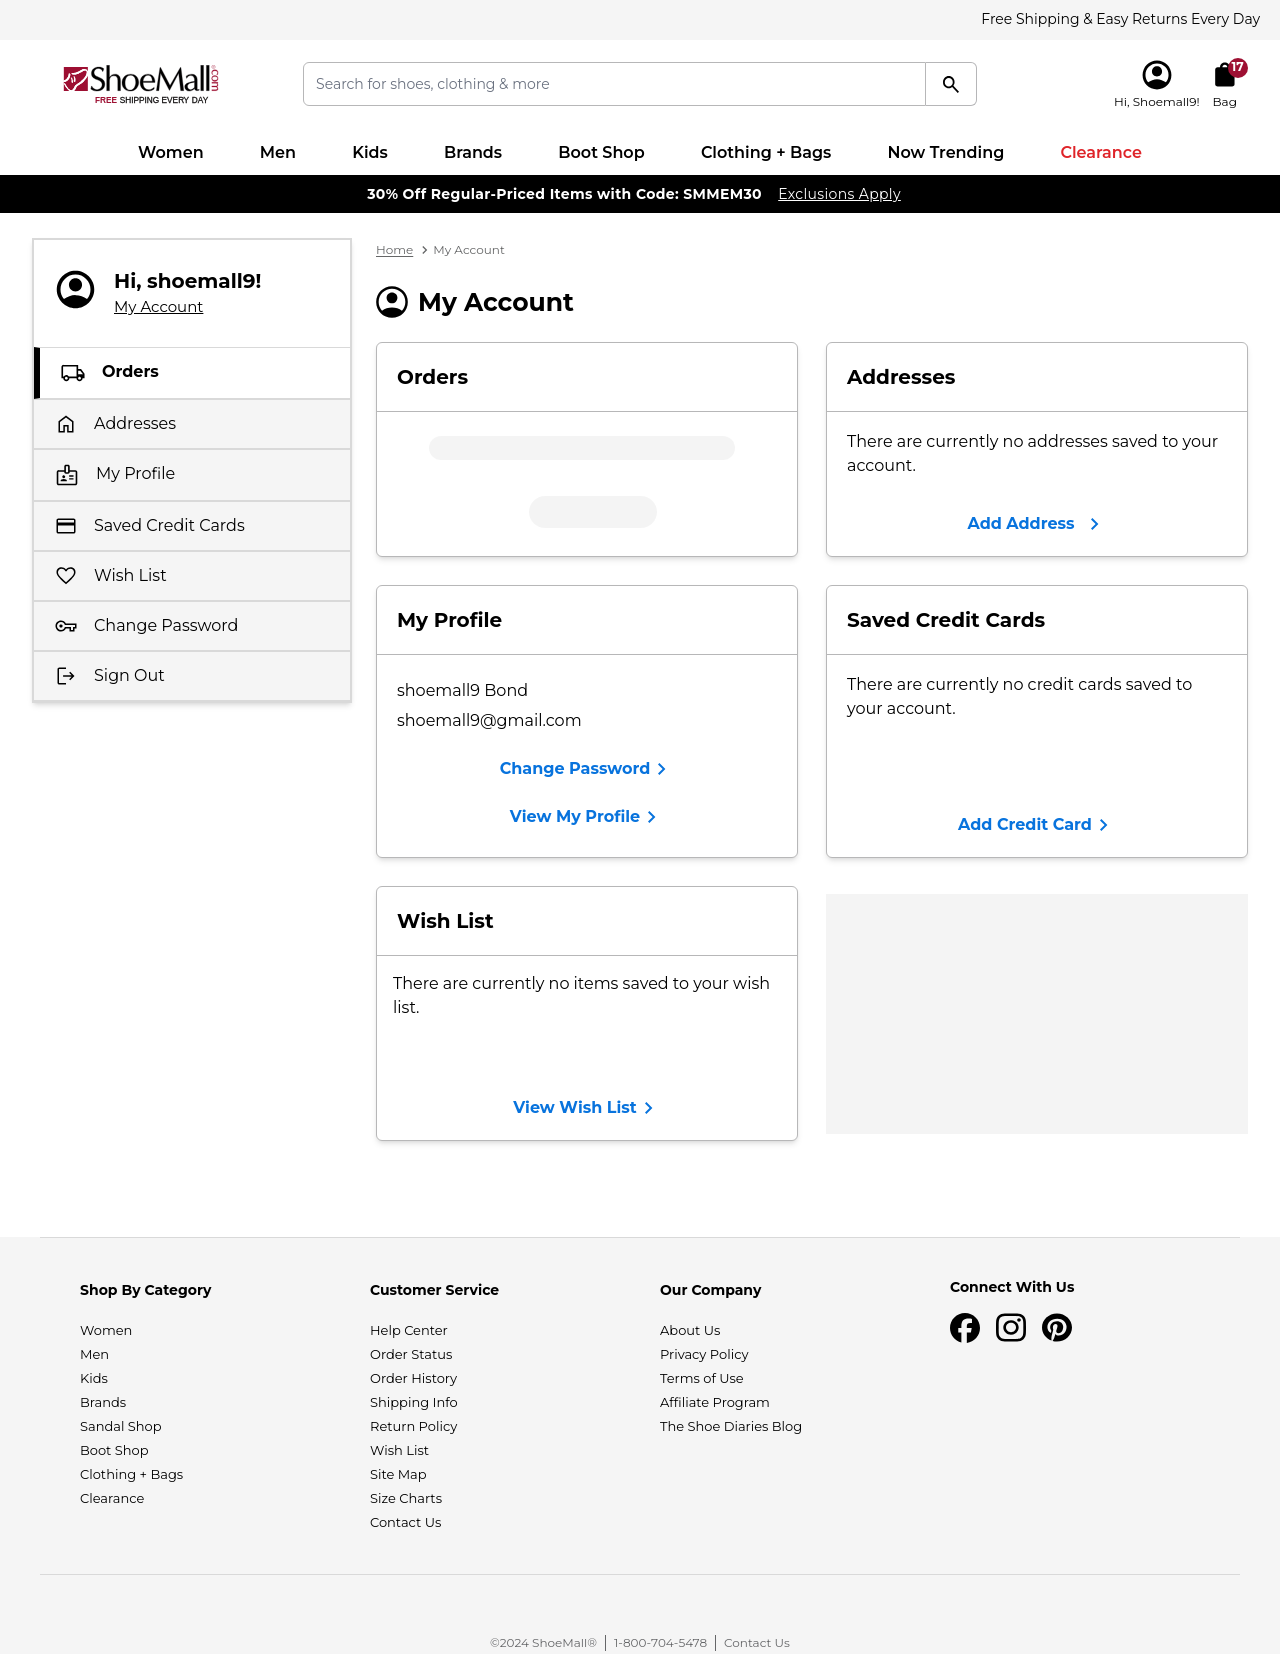 Free Shipping & Easy Returns Every Day
ShoeMall.com
FREE SHIPPING EVERY DAY
Search for shoes, clothing & more
17
Hi, Shoemall9!
Bag
Women
Men
Kids
Brands
Boot Shop
Clothing + Bags
Now Trending
Clearance
30% Off Regular-Priced Items with Code: SMMEM30 Exclusions Apply
Hi, shoemall9!
My Account
Orders
Addresses
My Profile
Saved Credit Cards
Wish List
Change Password
Sign Out
Home > My Account
My Account
Orders
Addresses
There are currently no addresses saved to your
account.
Add Address
My Profile
shoemall9 Bond
shoemall9@gmail.com
Change Password
View My Profile
Saved Credit Cards
There are currently no credit cards saved to
your account.
Add Credit Card
Wish List
There are currently no items saved to your wish
list.
View Wish List
Shop By Category
Women
Men
Kids
Brands
Sandal Shop
Boot Shop
Clothing + Bags
Clearance
Customer Service
Help Center
Order Status
Order History
Shipping Info
Return Policy
Wish List
Site Map
Size Charts
Contact Us
Our Company
About Us
Privacy Policy
Terms of Use
Affiliate Program
The Shoe Diaries Blog
Connect With Us
©2024 ShoeMall® | 1-800-704-5478 | Contact Us